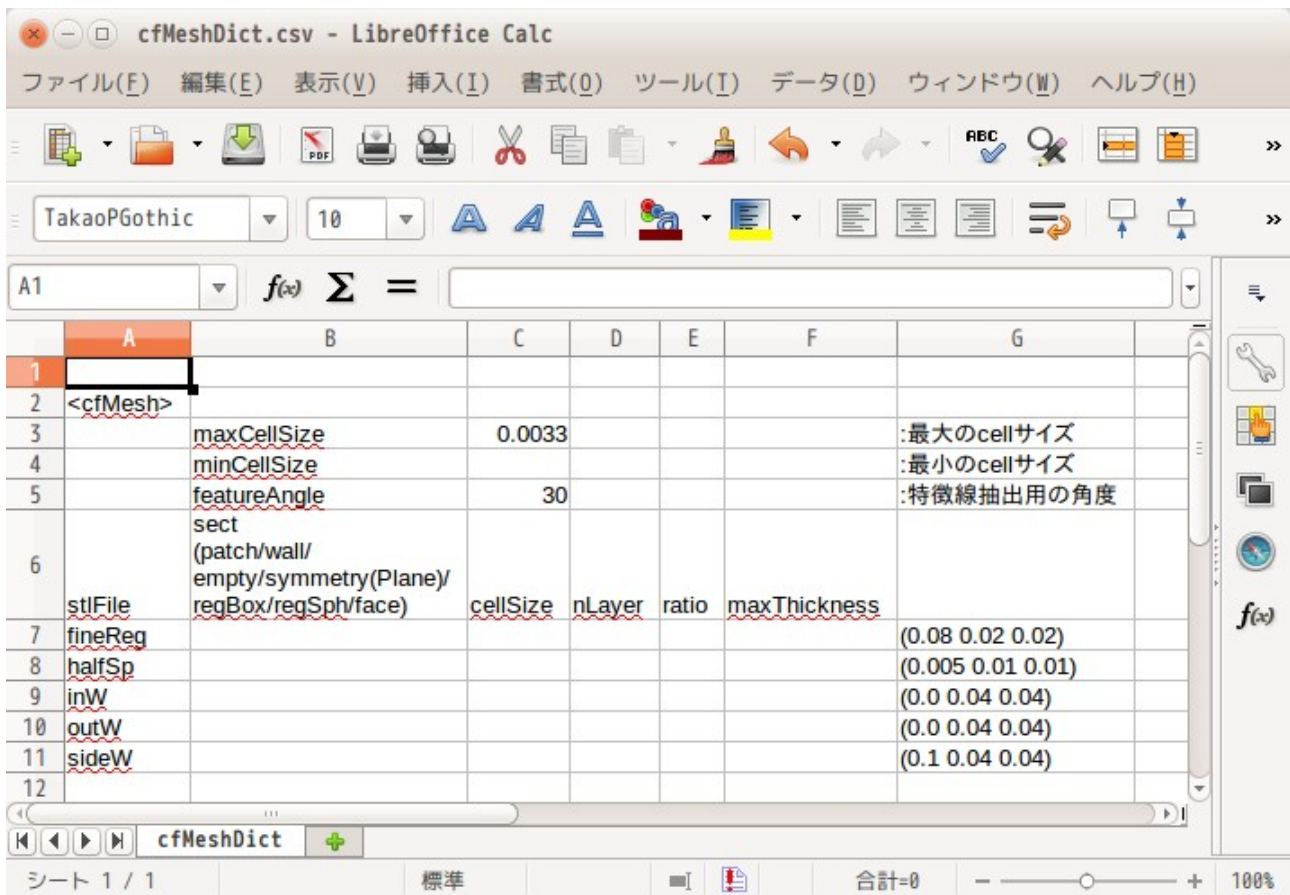 cfMeshDict.csv - LibreOffice Calc
ファイル(F) 編集(E) 表示(V) 挿入(I) 書式(O) ツール(T) データ(D) ウィンドウ(W) ヘルプ(H)
PDF ABC »
TakaoPGothic 10 »
A1 f(x) Σ =
A B C D E F G
1
2 <cfMesh>
3 maxCellSize 0.0033 :最大のcellサイズ
4 minCellSize :最小のcellサイズ
5 featureAngle 30 :特徴線抽出用の角度
sect
(patch/wall/
6 empty/symmetry(Plane)/
stlFile regBox/regSph/face) cellSize nLayer ratio maxThickness
7 fineReg (0.08 0.02 0.02)
8 halfSp (0.005 0.01 0.01)
9 inW (0.0 0.04 0.04)
10 outW (0.0 0.04 0.04)
11 sideW (0.1 0.04 0.04)
12
f(x)
cfMeshDict
シート 1 / 1 標準 合計=0 100%